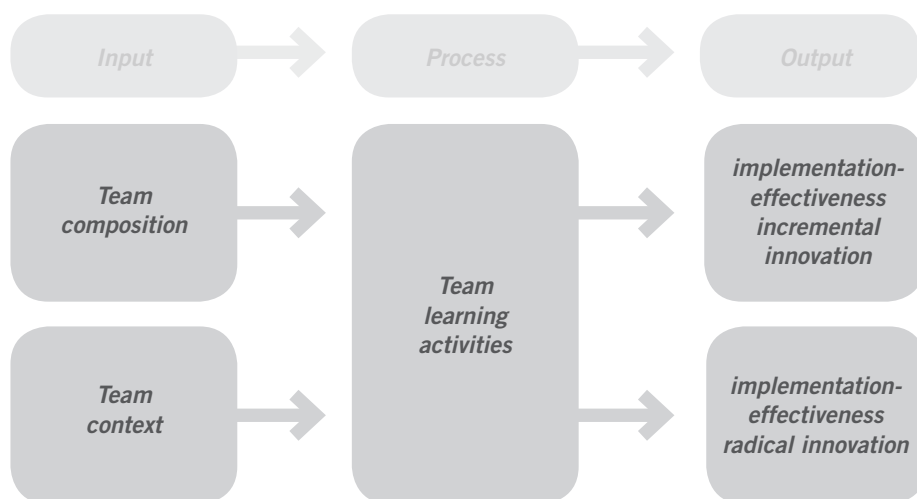 Input
Process
Output
Team
composition
Team
learning
activities
implementation-
effectiveness
incremental
innovation
Team
context
implementation-
effectiveness
radical innovation